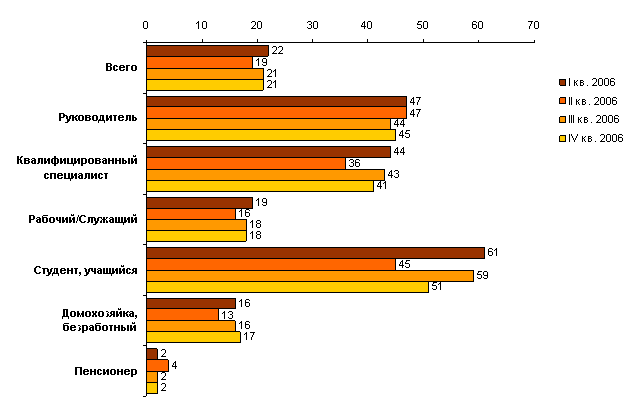 0 10 20 30 40 50 60 70
Всего
22
19
21
21
Руководитель
47
47
44
45
Квалифицированный
специалист
44
36
43
41
Рабочий/Служащий
19
16
18
18
Студент, учащийся
61
45
59
51
Домохозяйка,
безработный
16
13
16
17
Пенсионер
2
4
2
2
I кв. 2006
II кв. 2006
III кв. 2006
IV кв. 2006